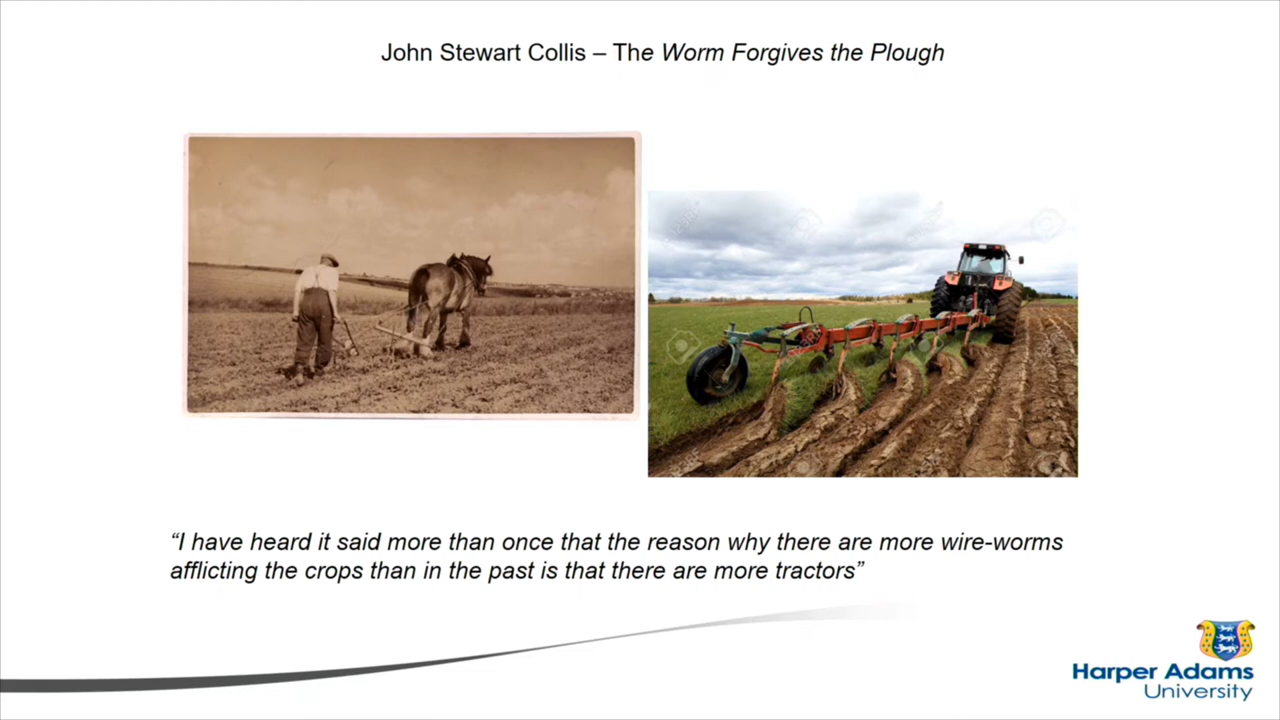 John Stewart Collis – The Worm Forgives the Plough
“I have heard it said more than once that the reason why there are more wire-worms
afflicting the crops than in the past is that there are more tractors”
Harper Adams
University